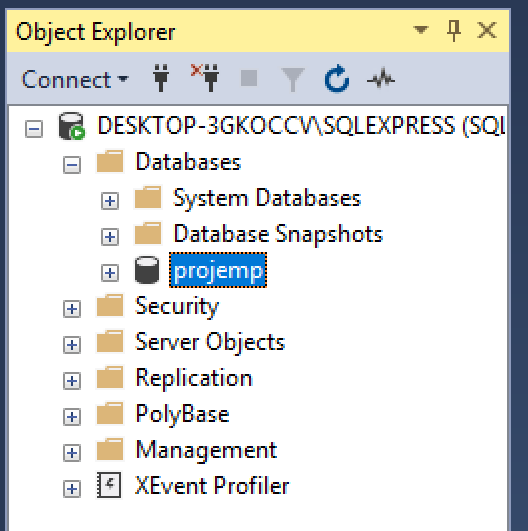 Object Explorer
Connect
DESKTOP-3GKOCCV\SQLEXPRESS (SQL
Databases
System Databases
Database Snapshots
projemp
Security
Server Objects
Replication
PolyBase
Management
XEvent Profiler